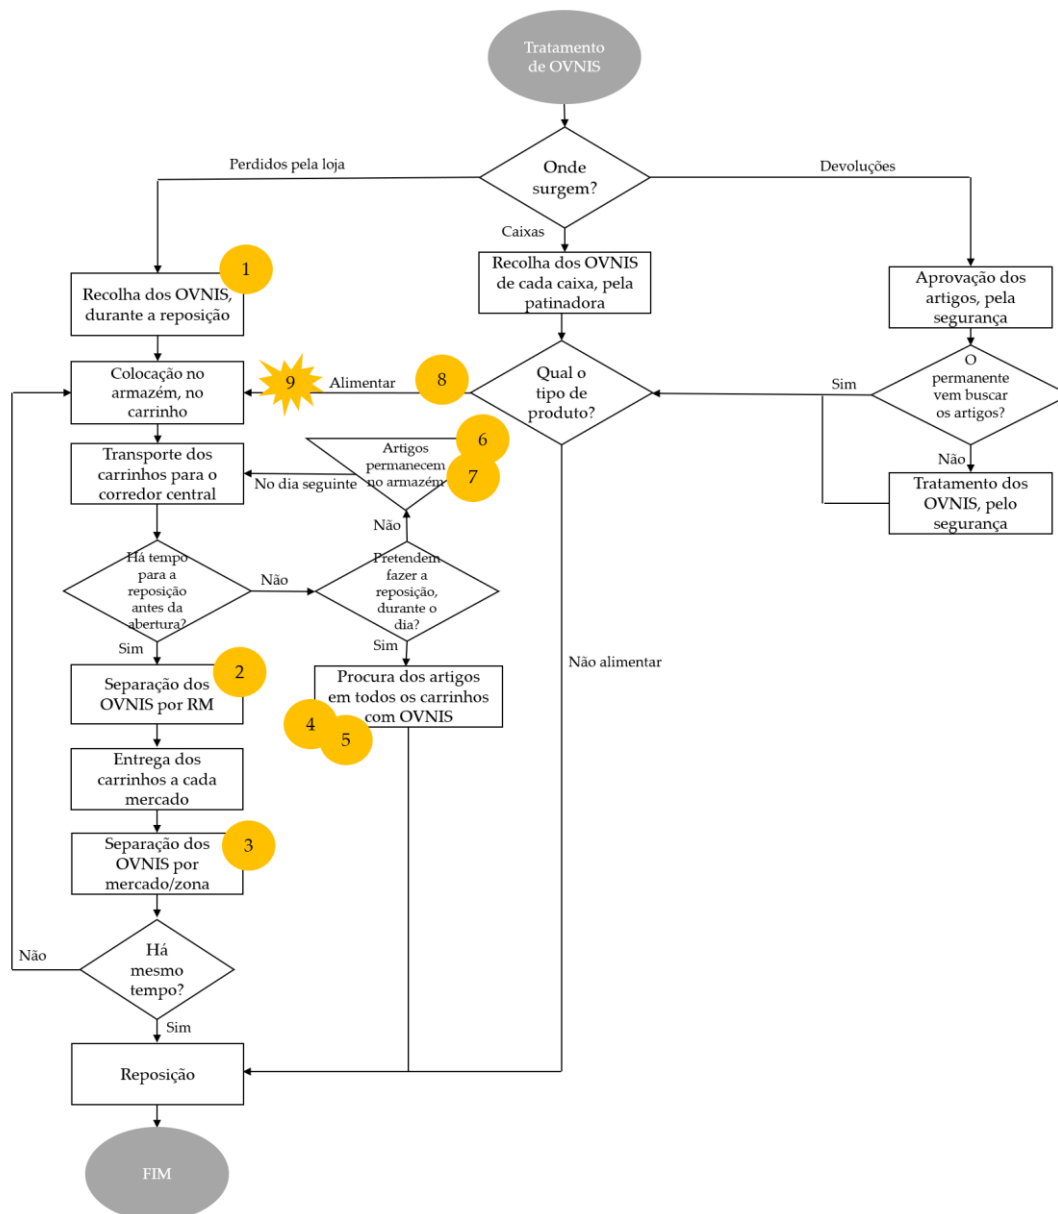 Tratamento
de OVNIS
Onde
surgem?
Perdidos pela loja
Devoluções
Caixas
1
Recolha dos OVNIS,
durante a reposição
Recolha dos OVNIS
de cada caixa, pela
patinadora
Aprovação dos
artigos, pela
segurança
Colocação no
armazém, no
carrinho
9
Alimentar
8
Qual o
tipo de
produto?
Sim
O
permanente
vem buscar
os artigos?
Não
Tratamento dos
OVNIS, pelo
segurança
Transporte dos
carrinhos para o
corredor central
No dia seguinte
Artigos
permanecem
no armazém
6
7
Não
Há tempo
para a
reposição
antes da
abertura?
Não
Pretendem
fazer a
reposição,
durante o
dia?
Sim
Sim
Não alimentar
Separação dos
OVNIS por RM
2
Procura dos artigos
em todos os carrinhos
com OVNIS
4
5
Entrega dos
carrinhos a cada
mercado
Separação dos
OVNIS por
mercado/zona
3
Não
Há
mesmo
tempo?
Sim
Reposição
FIM